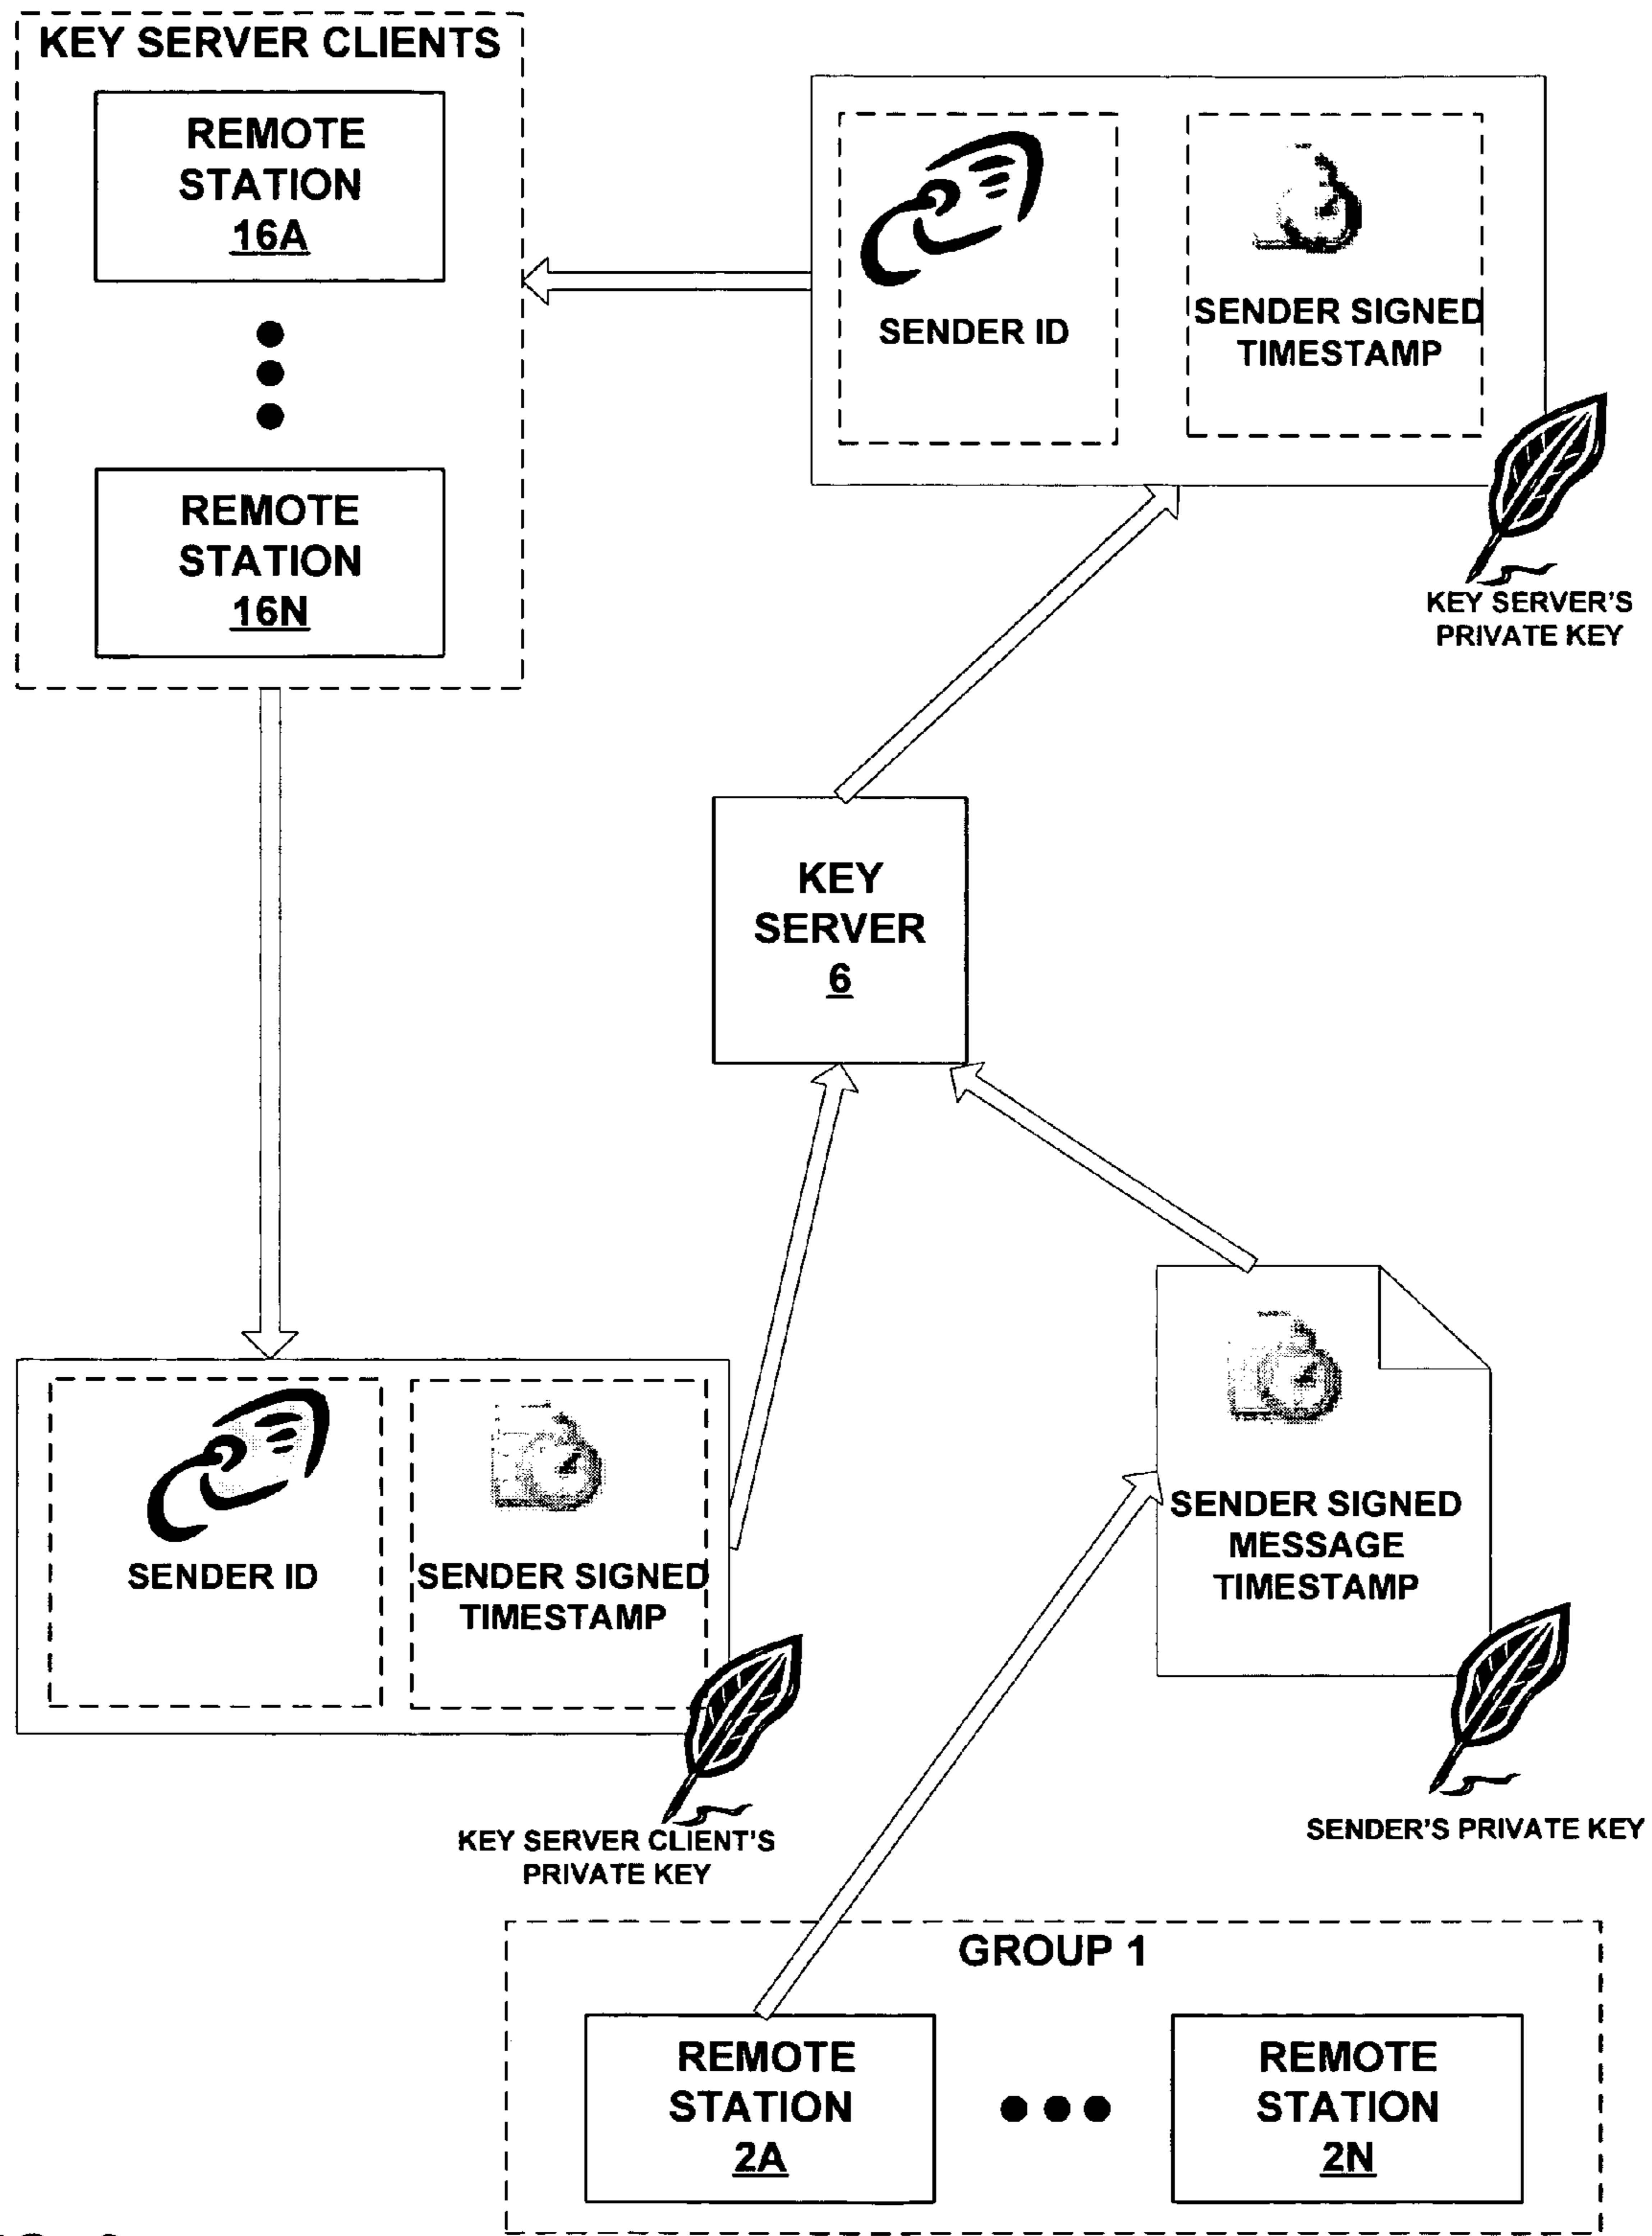 KEY SERVER CLIENTS
REMOTE
STATION
16A
REMOTE
STATION
16N
SENDER ID
SENDER SIGNED
TIMESTAMP
KEY SERVER'S
PRIVATE KEY
KEY
SERVER
6
SENDER ID
SENDER SIGNED
TIMESTAMP
KEY SERVER CLIENT'S
PRIVATE KEY
SENDER SIGNED
MESSAGE
TIMESTAMP
SENDER'S PRIVATE KEY
GROUP 1
REMOTE
STATION
2A
REMOTE
STATION
2N